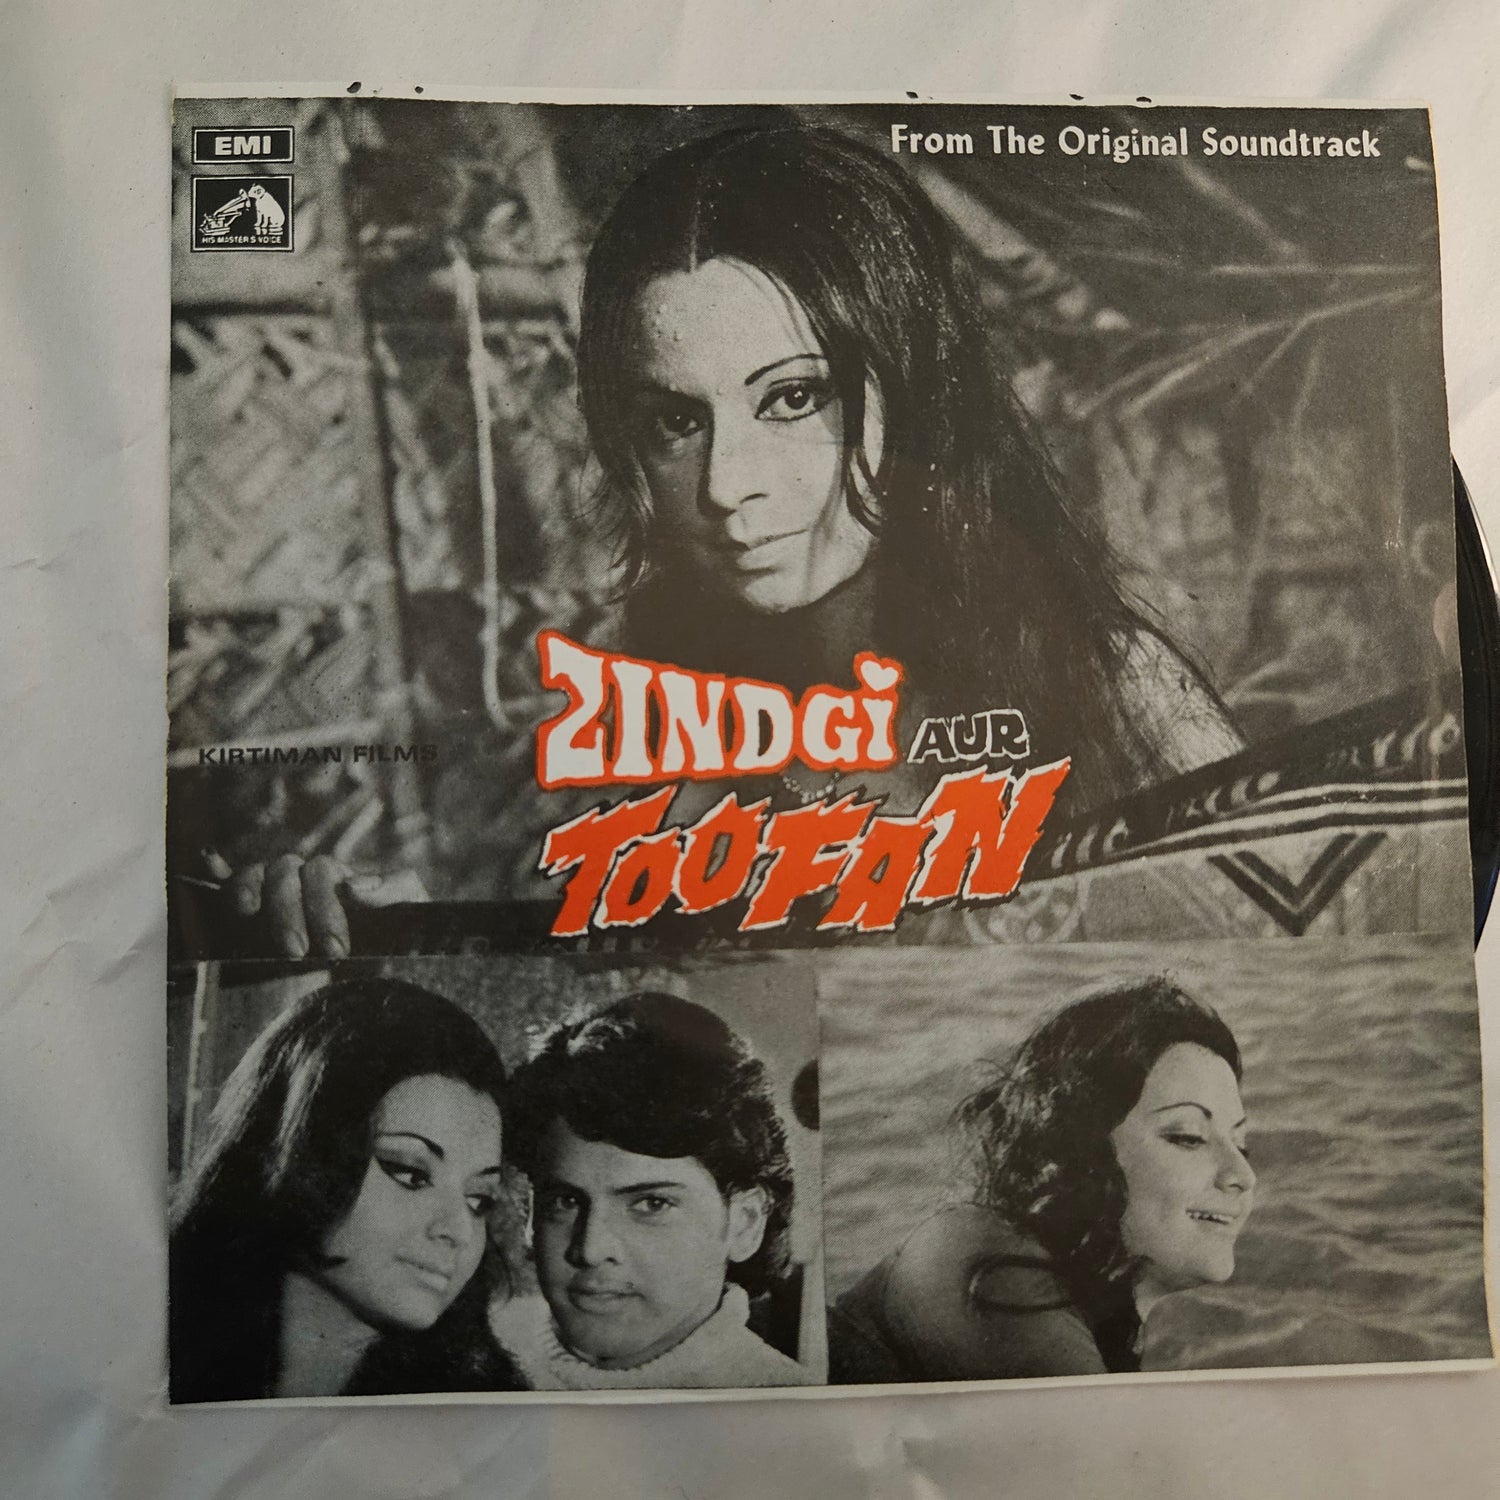 EMI
HIS MASTER'S VOICE
From The Original Soundtrack
ZINDGi AUR
TOOFAN
KIRTIMAN FILMS